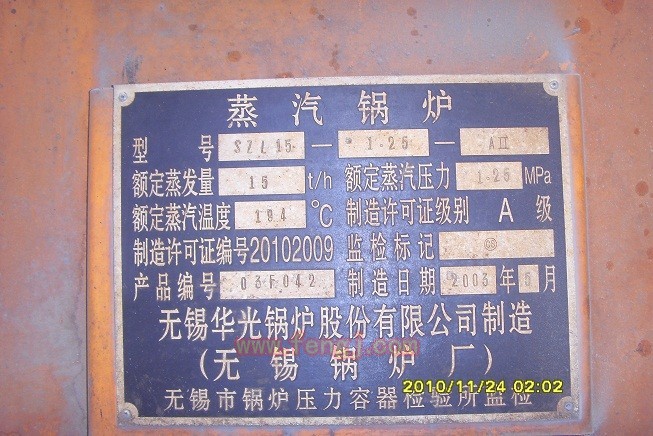 蒸汽锅炉
型号 SZL15 — 1.25 — AⅡ
额定蒸发量 15 t/h 额定蒸汽压力 1.25 MPa
额定蒸汽温度 194 ℃ 制造许可证级别 A 级
制造许可证编号20102009 监检标记
产品编号 03F042 制造日期 2003 年 5 月
无锡华光锅炉股份有限公司制造
(无锡锅炉厂)
2010/11/24 02:02
无锡市锅炉压力容器检验所监检